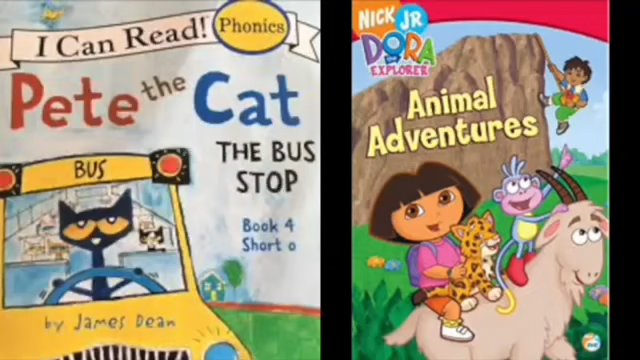 I Can Read!
Phonics
Pete the Cat
THE BUS
STOP
Book 4
Short o
BUS
by James Dean
NICK JR
DORA
the
EXPLORER
Animal
Adventures